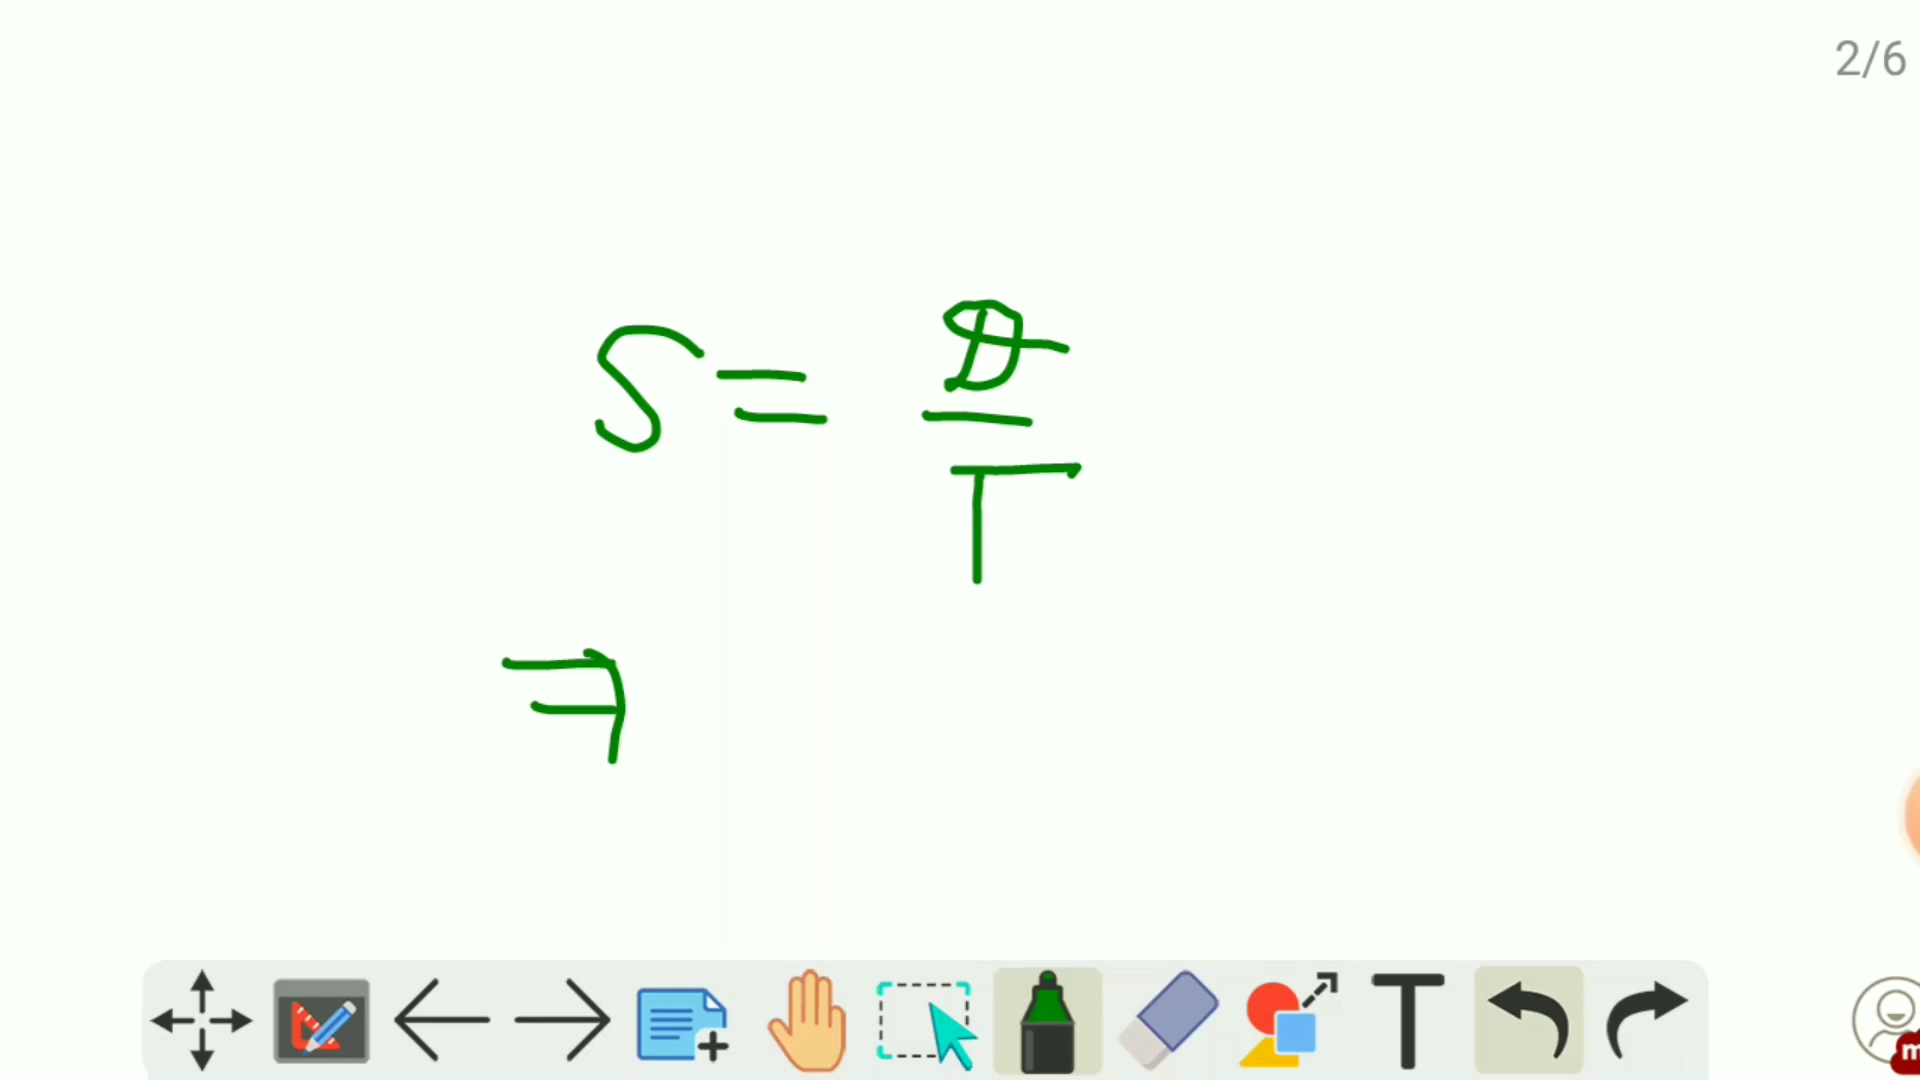 2/6
S = D/T
⇒
m